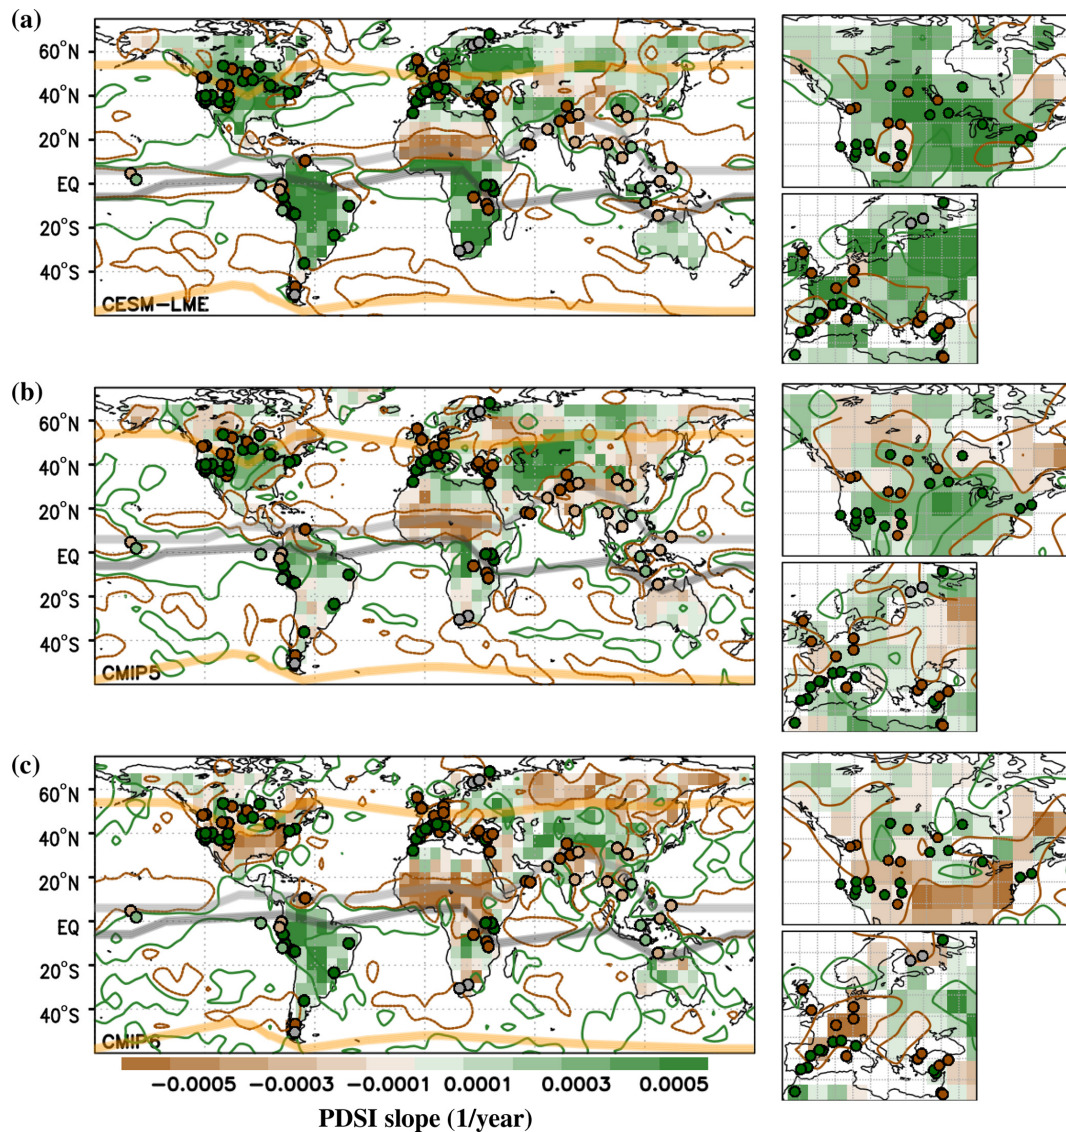 (a)
60°N
40°N
20°N
EQ
20°S
40°S
CESM-LME
(b)
60°N
40°N
20°N
EQ
20°S
40°S
CMIP5
(c)
60°N
40°N
20°N
EQ
20°S
40°S
CMIP6
−0.0005 −0.0003 −0.0001 0.0001 0.0003 0.0005
PDSI slope (1/year)